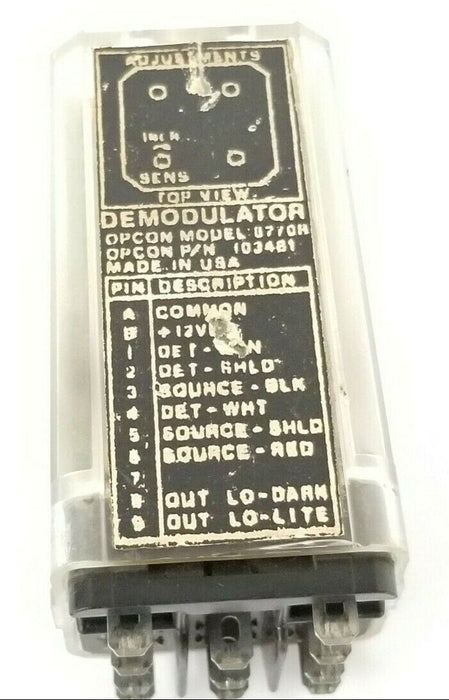 ADJUSTMENTS
INCR
SENS
TOP VIEW
DEMODULATOR
OPCON MODEL 8770A
OPCON P/N 103481
MADE IN USA
PIN DESCRIPTION
A COMMON
B +12V
1 DET-
2 DET-SHLD
3 SOURCE-BLK
4 DET-WHT
5 SOURCE-SHLD
6 SOURCE-RED
7
8 OUT LO-DARK
9 OUT LO-LITE